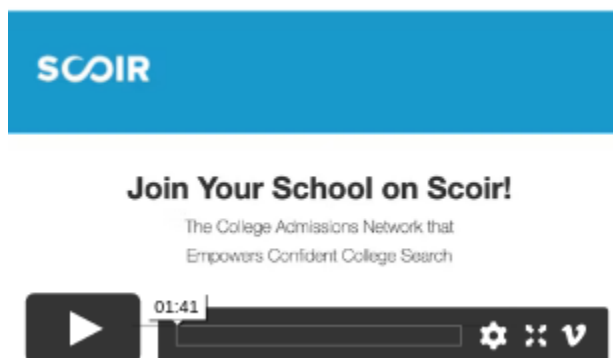 SCOIR
Join Your School on Scoir!
The College Admissions Network that
Empowers Confident College Search
01:41